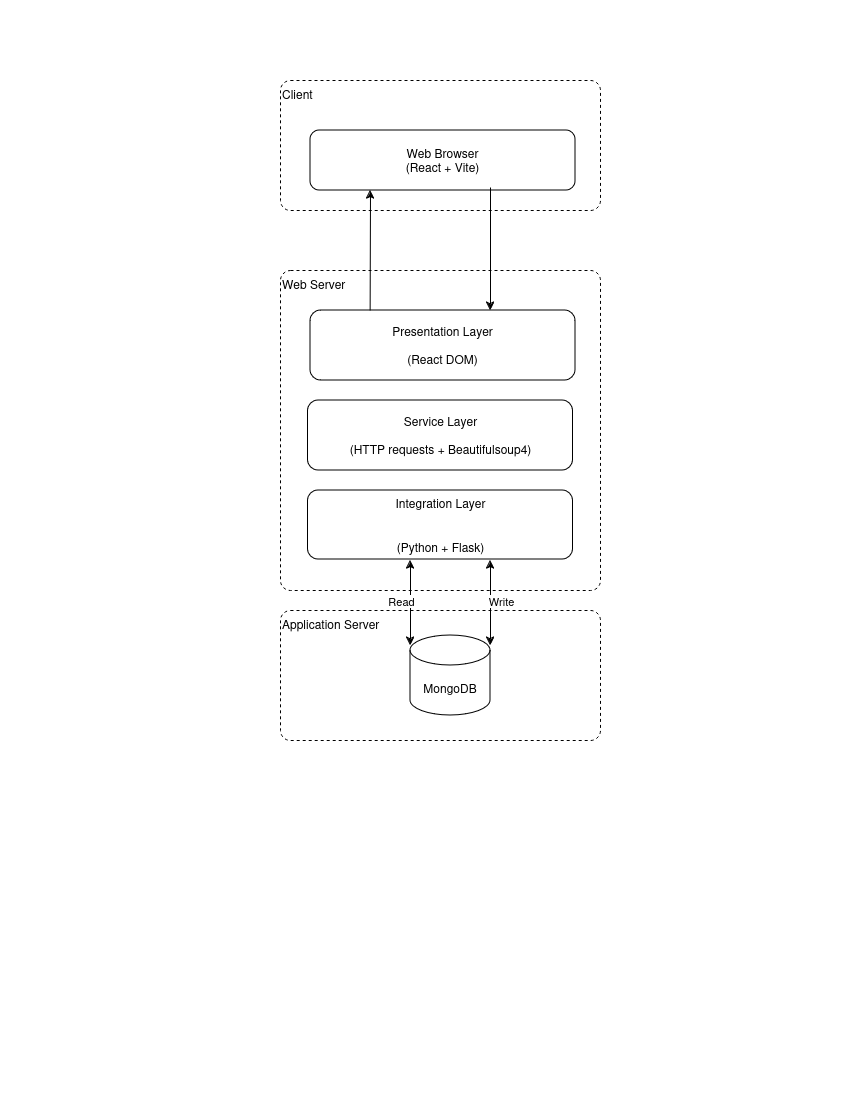 Client
Web Browser
(React + Vite)
Web Server
Presentation Layer
(React DOM)
Service Layer
(HTTP requests + Beautifulsoup4)
Integration Layer
(Python + Flask)
Read
Write
Application Server
MongoDB